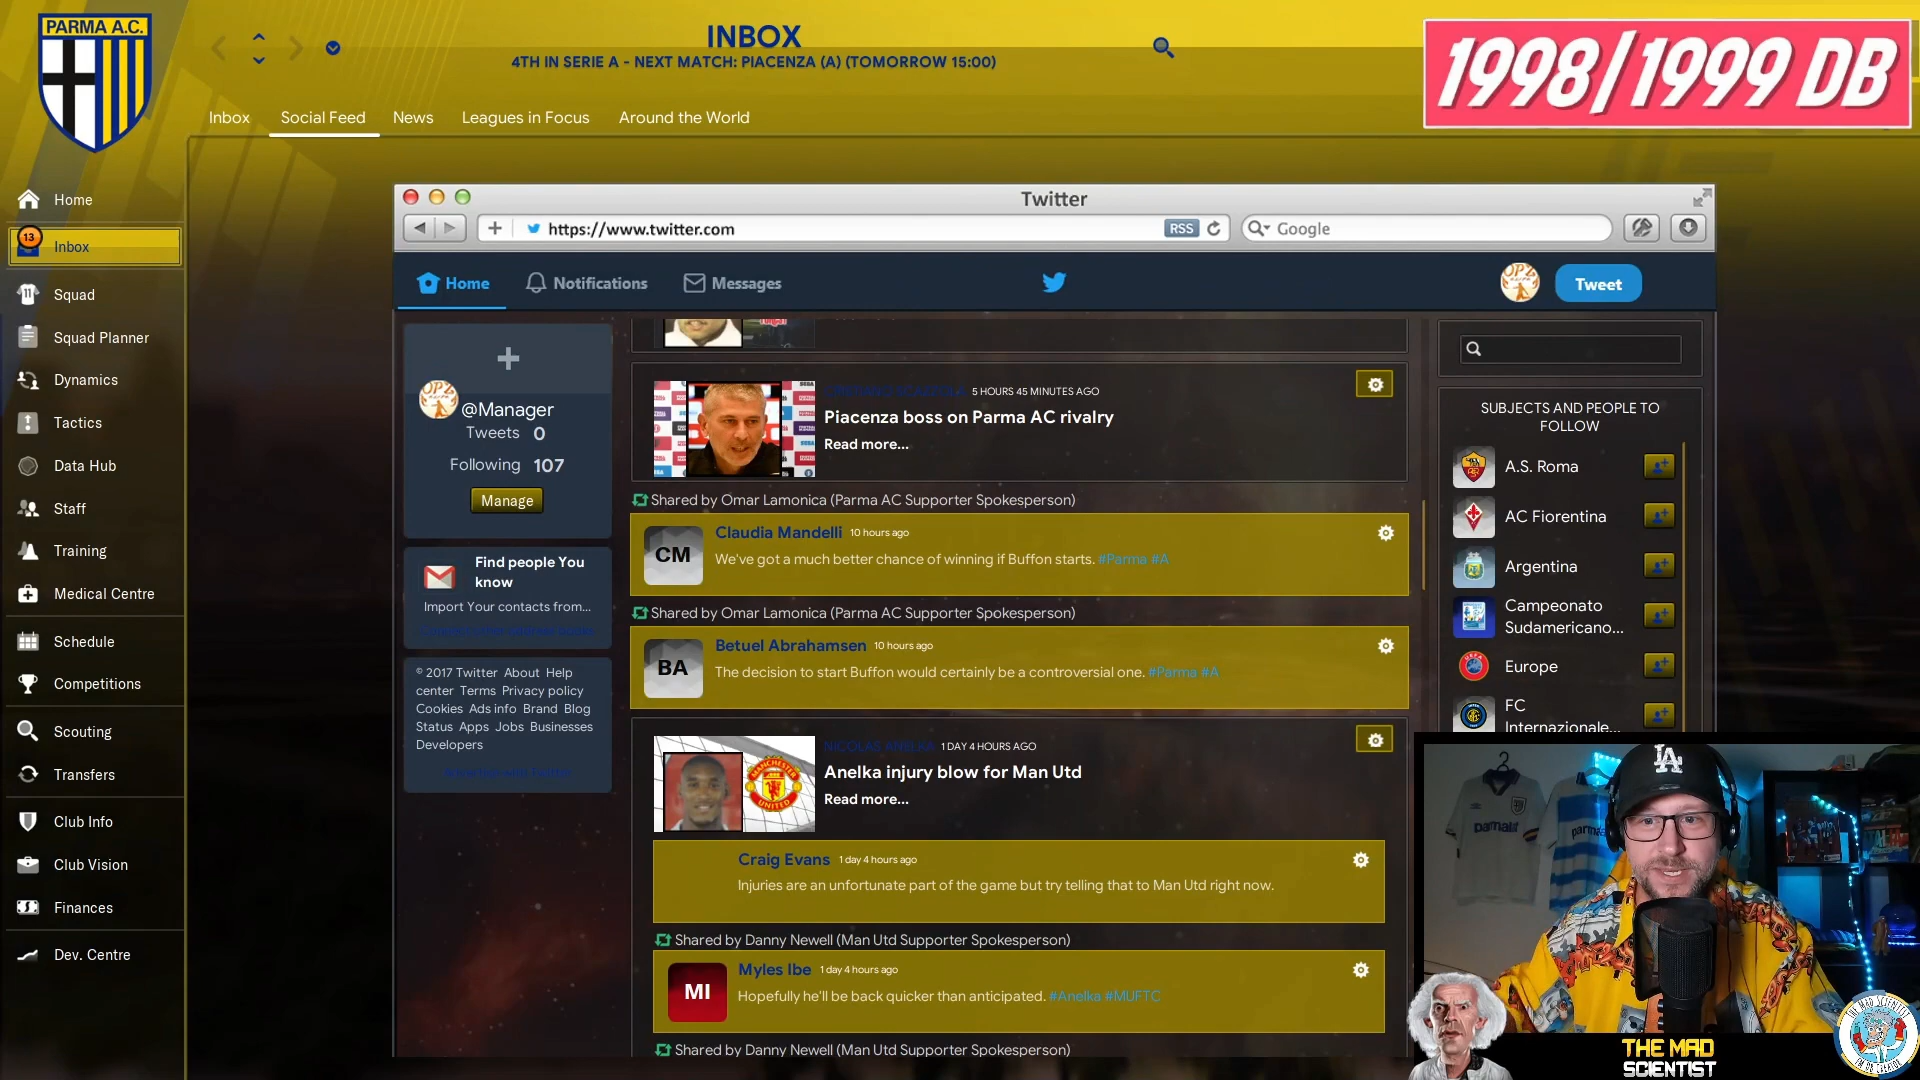 PARMA A.C.
INBOX
4TH IN SERIE A - NEXT MATCH: PIACENZA (A) (TOMORROW 15:00)
1998/1999 DB
Inbox
Social Feed
News
Leagues in Focus
Around the World
Home
13
Inbox
Squad
Squad Planner
Dynamics
Tactics
Data Hub
Staff
Training
Medical Centre
Schedule
Competitions
Scouting
Transfers
Club Info
Club Vision
Finances
Dev. Centre
Twitter
https://www.twitter.com
RSS
Google
Home
Notifications
Messages
Tweet
@Manager
Tweets 0
Following 107
Manage
Find people You
know
Import Your contacts from...
© 2017 Twitter About Help
center Terms Privacy policy
Cookies Ads info Brand Blog
Status Apps Jobs Businesses
Developers
5 HOURS 45 MINUTES AGO
Piacenza boss on Parma AC rivalry
Read more...
Shared by Omar Lamonica (Parma AC Supporter Spokesperson)
CM
Claudia Mandelli 10 hours ago
We've got a much better chance of winning if Buffon starts. #Parma #A
Shared by Omar Lamonica (Parma AC Supporter Spokesperson)
BA
Betuel Abrahamsen 10 hours ago
The decision to start Buffon would certainly be a controversial one. #Parma #A
NICOLAS ANELKA 1 DAY 4 HOURS AGO
Anelka injury blow for Man Utd
Read more...
Craig Evans 1 day 4 hours ago
Injuries are an unfortunate part of the game but try telling that to Man Utd right now.
Shared by Danny Newell (Man Utd Supporter Spokesperson)
MI
Myles Ibe 1 day 4 hours ago
Hopefully he'll be back quicker than anticipated. #Anelka #MUFTC
Shared by Danny Newell (Man Utd Supporter Spokesperson)
SUBJECTS AND PEOPLE TO
FOLLOW
A.S. Roma
AC Fiorentina
Argentina
Campeonato
Sudamericano...
Europe
FC
Internazionale...
LA
THE MAD
SCIENTIST